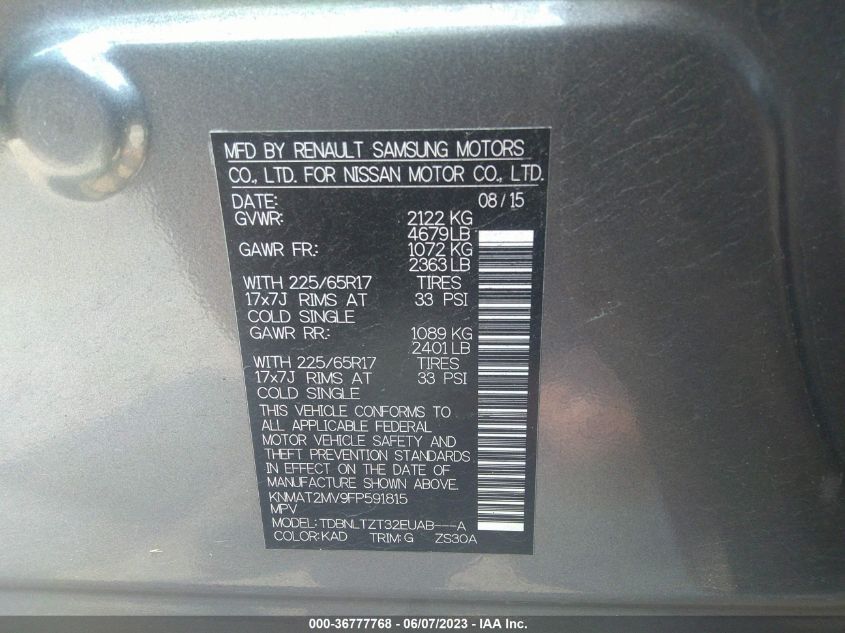 MFD BY RENAULT SAMSUNG MOTORS
CO., LTD. FOR NISSAN MOTOR CO., LTD.
DATE: 08/15
GVWR: 2122 KG
4679LB
GAWR FR.: 1072 KG
2363LB
WITH 225/65R17 TIRES
17x7J RIMS AT 33 PSI
COLD SINGLE
GAWR RR.: 1089 KG
2401LB
WITH 225/65R17 TIRES
17x7J RIMS AT 33 PSI
COLD SINGLE
THIS VEHICLE CONFORMS TO
ALL APPLICABLE FEDERAL
MOTOR VEHICLE SAFETY AND
THEFT PREVENTION STANDARDS
IN EFFECT ON THE DATE OF
MANUFACTURE SHOWN ABOVE.
KNMAT2MV9FP591815
MPV
MODEL: TDBNLTZT32EUAB---A
COLOR:KAD TRIM:G ZS30A
000-36777768 - 06/07/2023 - IAA Inc.